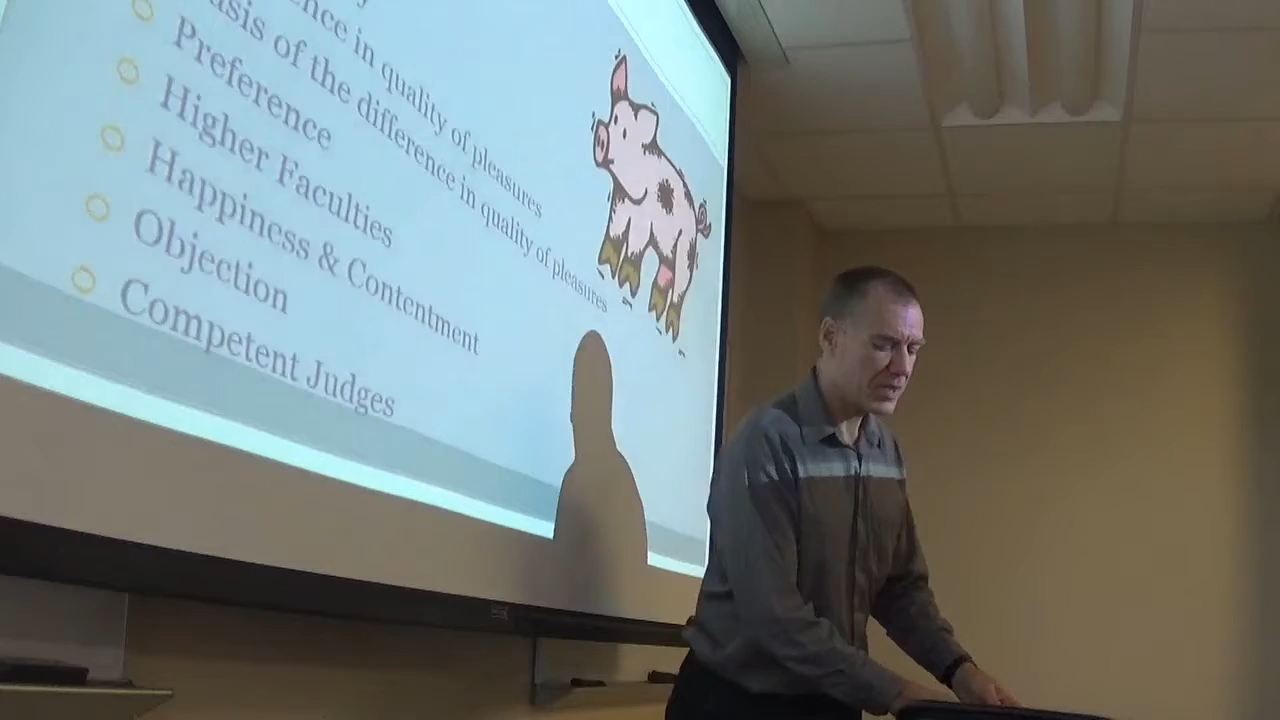 ence in quality of pleasures
asis of the difference in quality of pleasures
Preference
Higher Faculties
Happiness & Contentment
Objection
Competent Judges